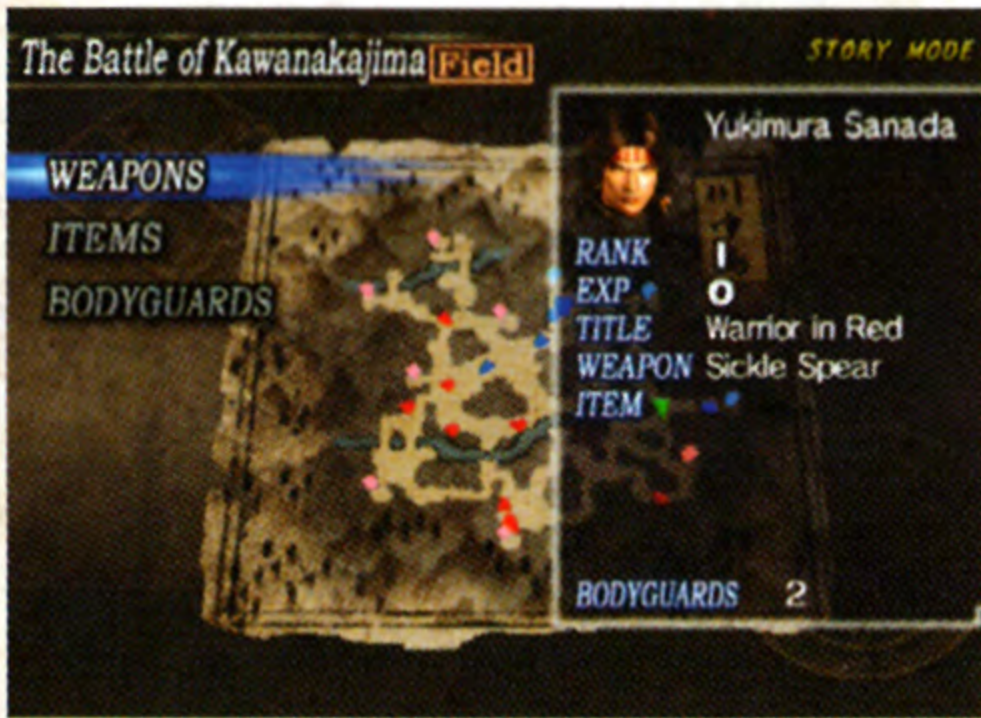 The Battle of Kawanakajima Field
STORY MODE
WEAPONS
ITEMS
BODYGUARDS
Yukimura Sanada
RANK 1
EXP 0
TITLE Warrior in Red
WEAPON Sickle Spear
ITEM
BODYGUARDS 2